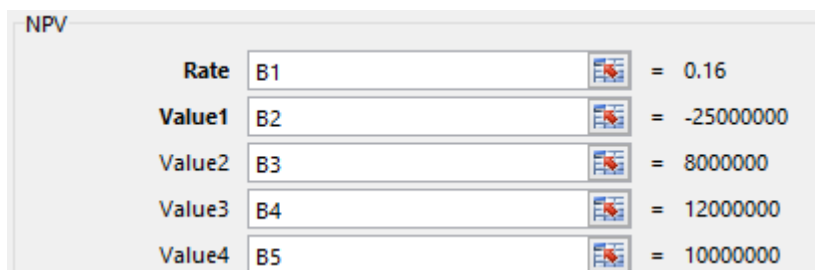 NPV
Rate B1 = 0.16
Value1 B2 = -25000000
Value2 B3 = 8000000
Value3 B4 = 12000000
Value4 B5 = 10000000